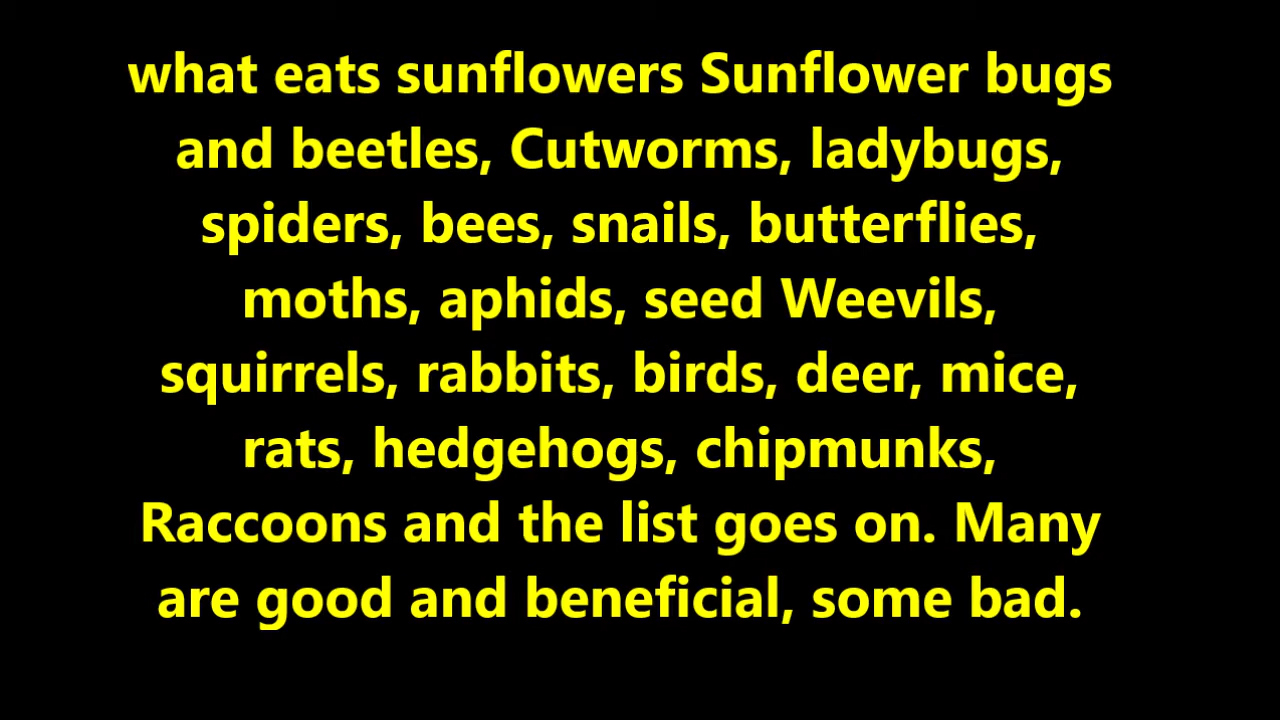 what eats sunflowers Sunflower bugs
and beetles, Cutworms, ladybugs,
spiders, bees, snails, butterflies,
moths, aphids, seed Weevils,
squirrels, rabbits, birds, deer, mice,
rats, hedgehogs, chipmunks,
Raccoons and the list goes on. Many
are good and beneficial, some bad.